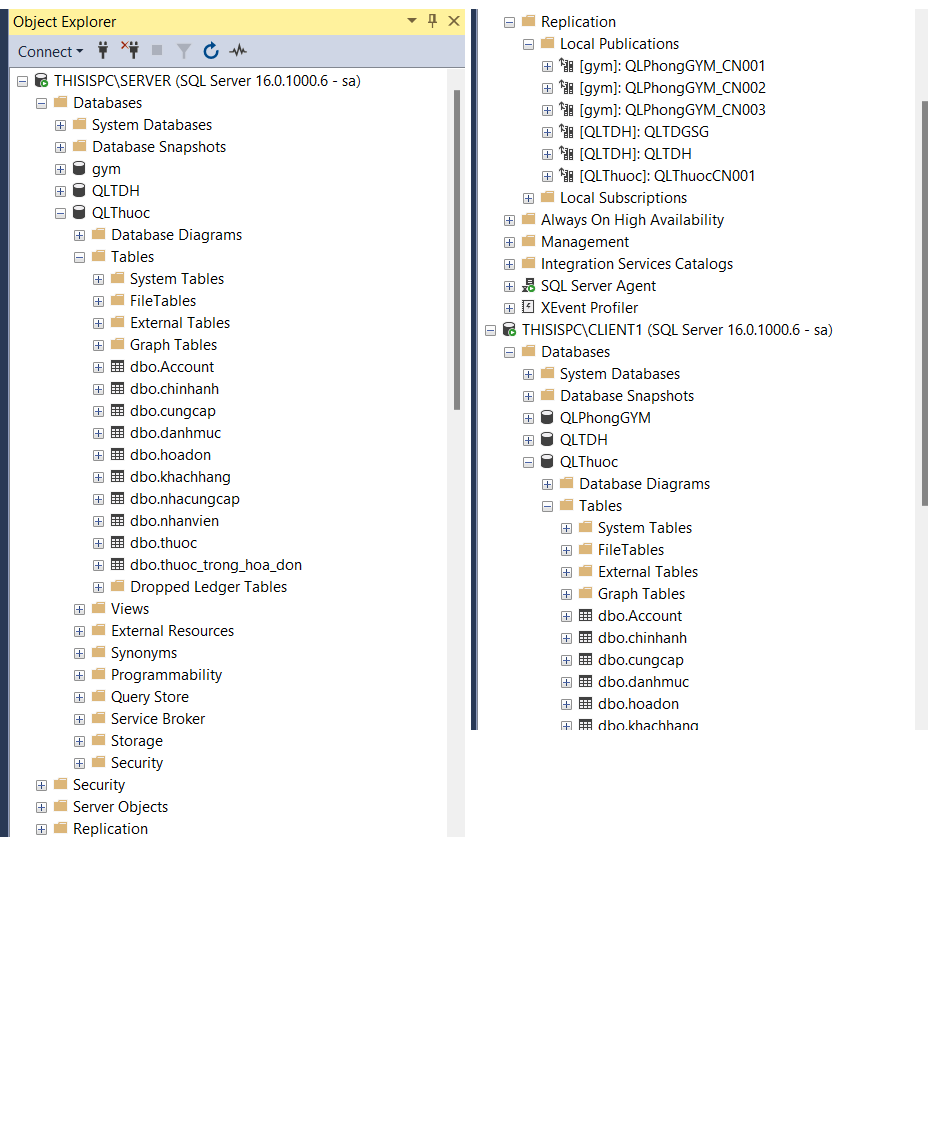 Object Explorer
Connect
THISISPC\SERVER (SQL Server 16.0.1000.6 - sa)
Databases
System Databases
Database Snapshots
gym
QLTDH
QLThuoc
Database Diagrams
Tables
System Tables
FileTables
External Tables
Graph Tables
dbo.Account
dbo.chinhanh
dbo.cungcap
dbo.danhmuc
dbo.hoadon
dbo.khachhang
dbo.nhacungcap
dbo.nhanvien
dbo.thuoc
dbo.thuoc_trong_hoa_don
Dropped Ledger Tables
Views
External Resources
Synonyms
Programmability
Query Store
Service Broker
Storage
Security
Security
Server Objects
Replication
Replication
Local Publications
[gym]: QLPhongGYM_CN001
[gym]: QLPhongGYM_CN002
[gym]: QLPhongGYM_CN003
[QLTDH]: QLTDGSG
[QLTDH]: QLTDH
[QLThuoc]: QLThuocCN001
Local Subscriptions
Always On High Availability
Management
Integration Services Catalogs
SQL Server Agent
XEvent Profiler
THISISPC\CLIENT1 (SQL Server 16.0.1000.6 - sa)
Databases
System Databases
Database Snapshots
QLPhongGYM
QLTDH
QLThuoc
Database Diagrams
Tables
System Tables
FileTables
External Tables
Graph Tables
dbo.Account
dbo.chinhanh
dbo.cungcap
dbo.danhmuc
dbo.hoadon
dbo.khachhang